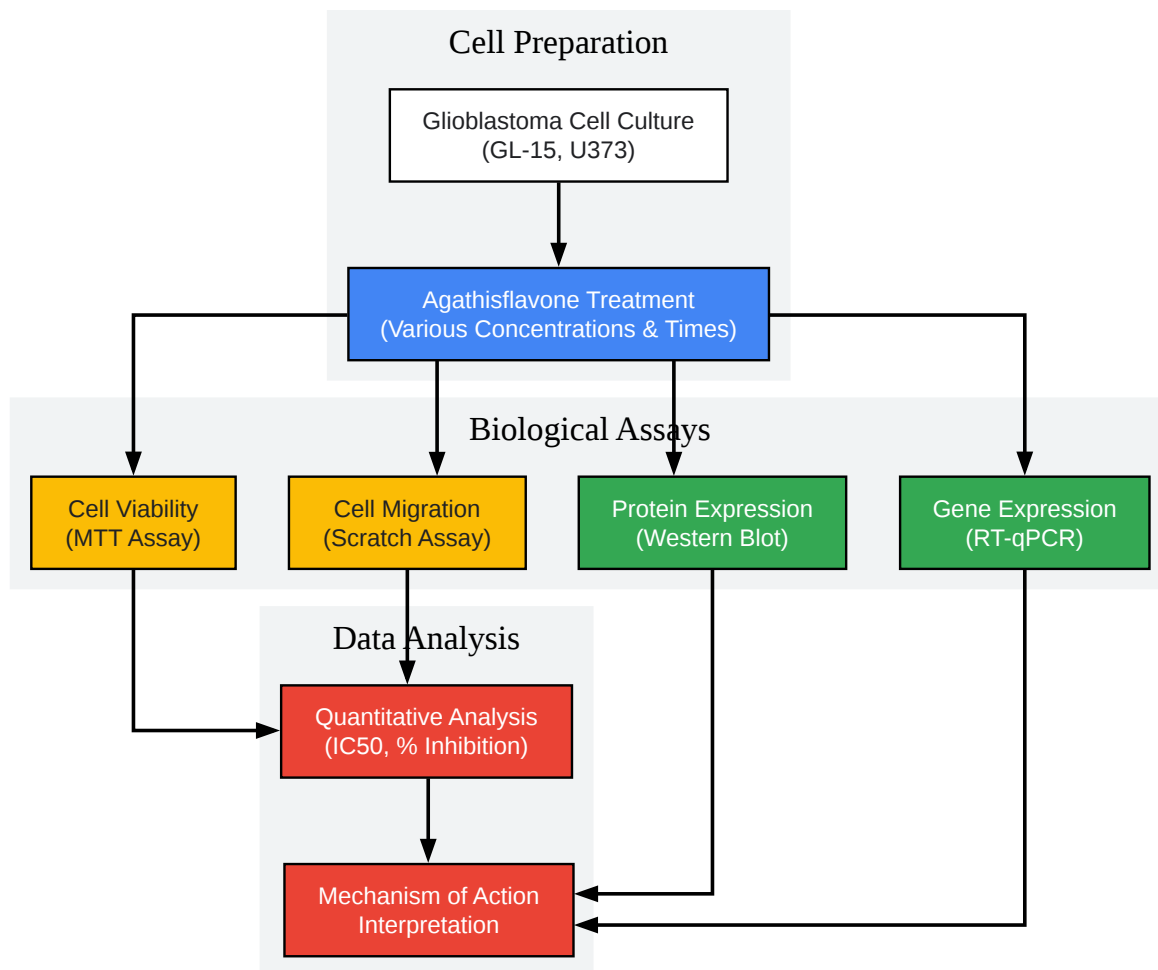 Cell Preparation
Glioblastoma Cell Culture
(GL-15, U373)
Agathisflavone Treatment
(Various Concentrations & Times)
Biological Assays
Cell Viability
(MTT Assay)
Cell Migration
(Scratch Assay)
Protein Expression
(Western Blot)
Gene Expression
(RT-qPCR)
Data Analysis
Quantitative Analysis
(IC50, % Inhibition)
Mechanism of Action
Interpretation